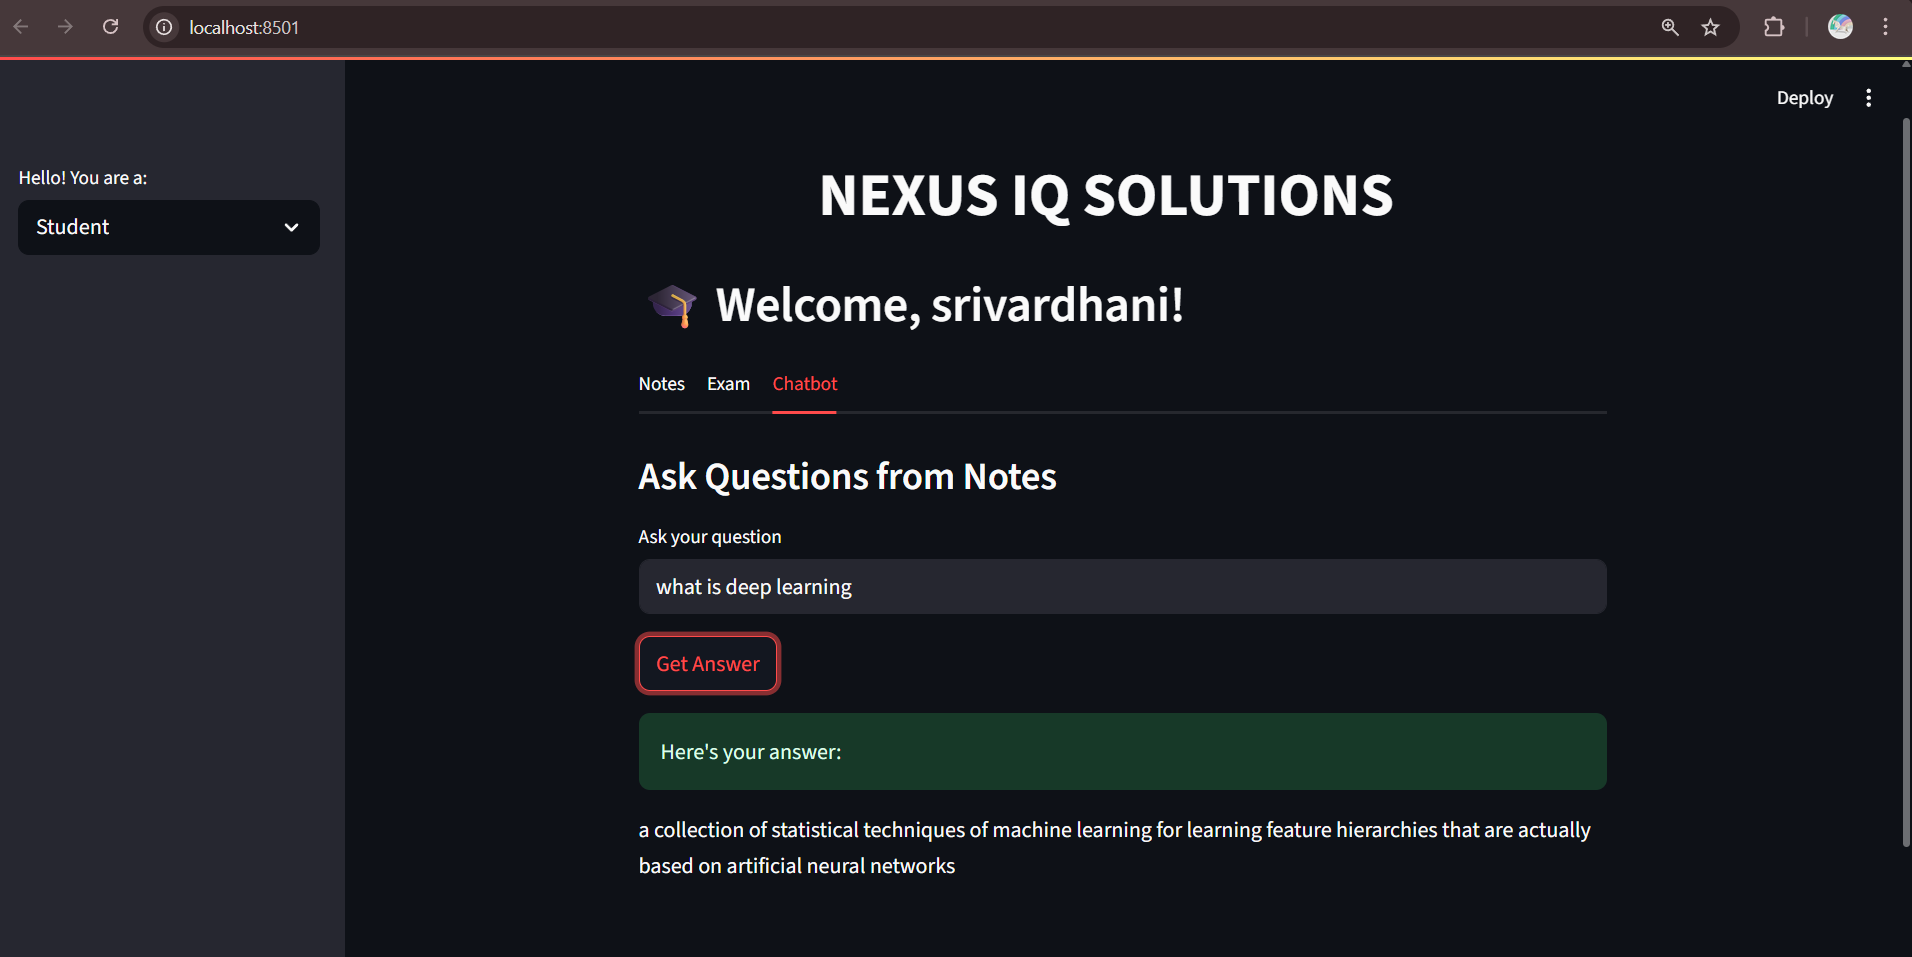 localhost:8501
Deploy
Hello! You are a:
Student
NEXUS IQ SOLUTIONS
Welcome, srivardhani!
Notes Exam Chatbot
Ask Questions from Notes
Ask your question
what is deep learning
Get Answer
Here's your answer:
a collection of statistical techniques of machine learning for learning feature hierarchies that are actually
based on artificial neural networks